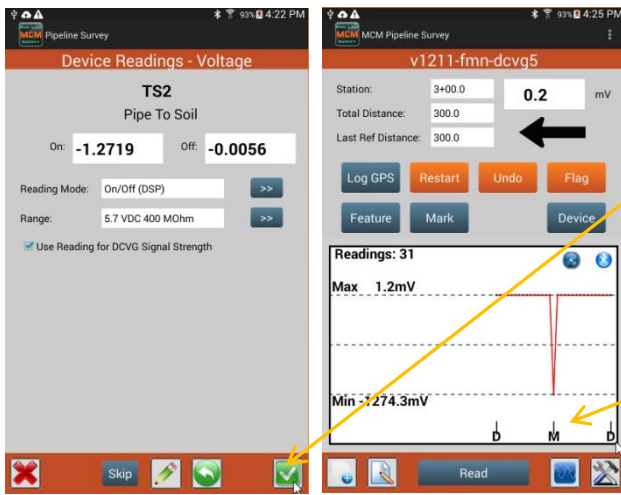 93% 4:22 PM
MCM Pipeline Survey
Device Readings - Voltage
TS2
Pipe To Soil
On: -1.2719 Off: -0.0056
Reading Mode: On/Off (DSP) >>
Range: 5.7 VDC 400 MOhm >>
Use Reading for DCVG Signal Strength
Skip
93% 4:25 PM
MCM MCM Pipeline Survey
v1211-fmn-dcvg5
Station: 3+00.0 0.2 mV
Total Distance: 300.0
Last Ref Distance: 300.0
Log GPS Restart Undo Flag
Feature Mark Device
Readings: 31
Max 1.2mV
Min -1274.3mV
D M D
Read